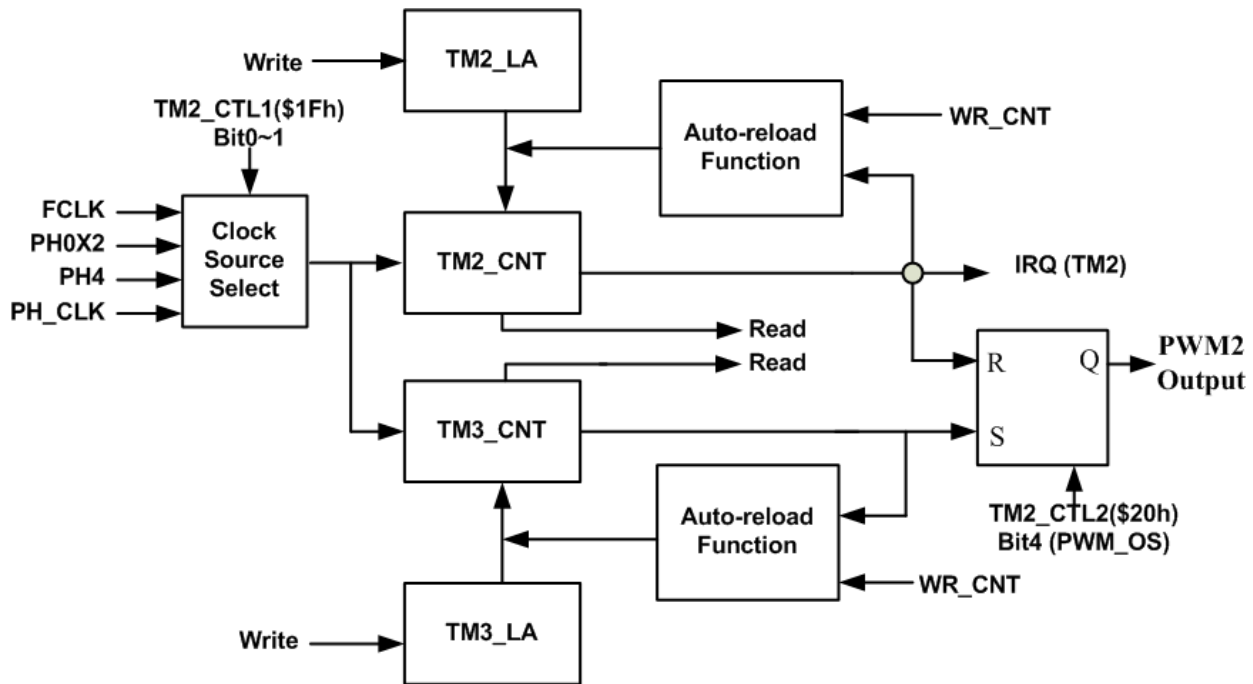 Write
TM2_LA
TM2_CTL1($1Fh)
Bit0~1
Auto-reload
Function
WR_CNT
FCLK
PH0X2
PH4
PH_CLK
Clock
Source
Select
TM2_CNT
IRQ (TM2)
Read
Read
R
Q
S
PWM2
Output
TM3_CNT
TM2_CTL2($20h)
Bit4 (PWM_OS)
Auto-reload
Function
WR_CNT
Write
TM3_LA